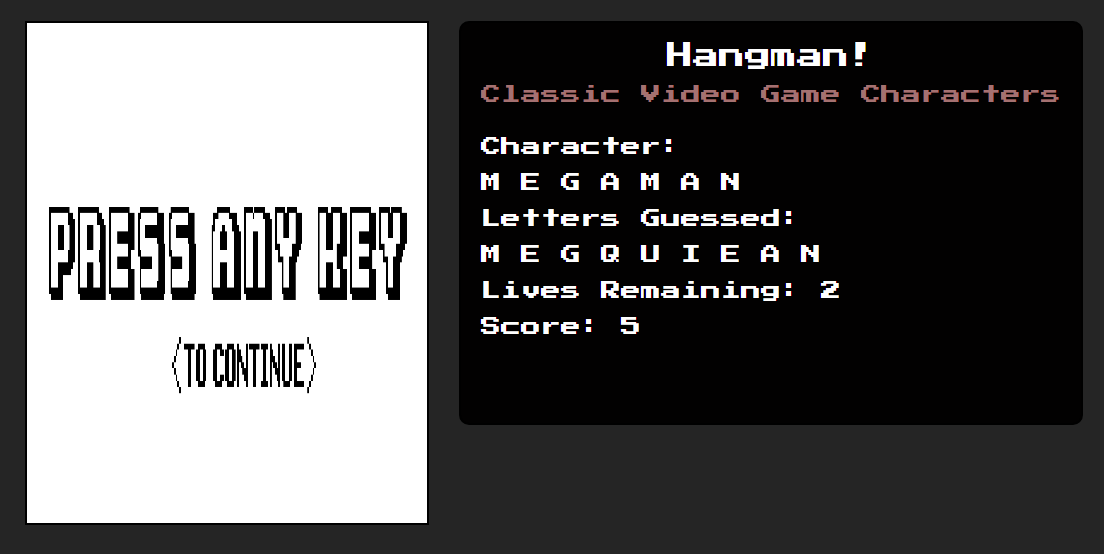 PRESS ANY KEY
(TO CONTINUE)
Hangman!
Classic Video Game Characters
Character:
M E G A M A N
Letters Guessed:
M E G Q U I E A N
Lives Remaining: 2
Score: 5